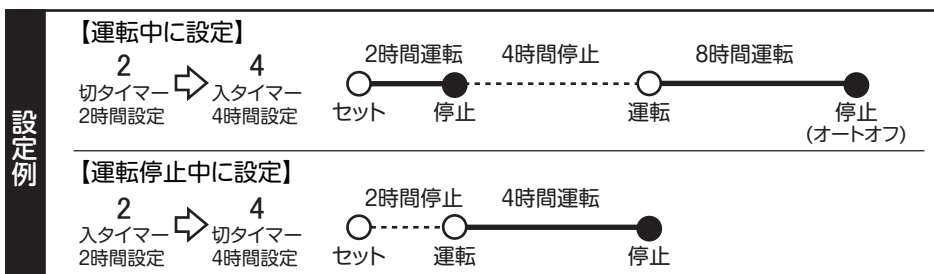 設定例
【運転中に設定】
2 4
切タイマー 入タイマー
2時間設定 4時間設定
2時間運転 4時間停止 8時間運転
セット 停止 運転 停止
(オートオフ)
【運転停止中に設定】
2 4
入タイマー 切タイマー
2時間設定 4時間設定
2時間停止 4時間運転
セット 運転 停止